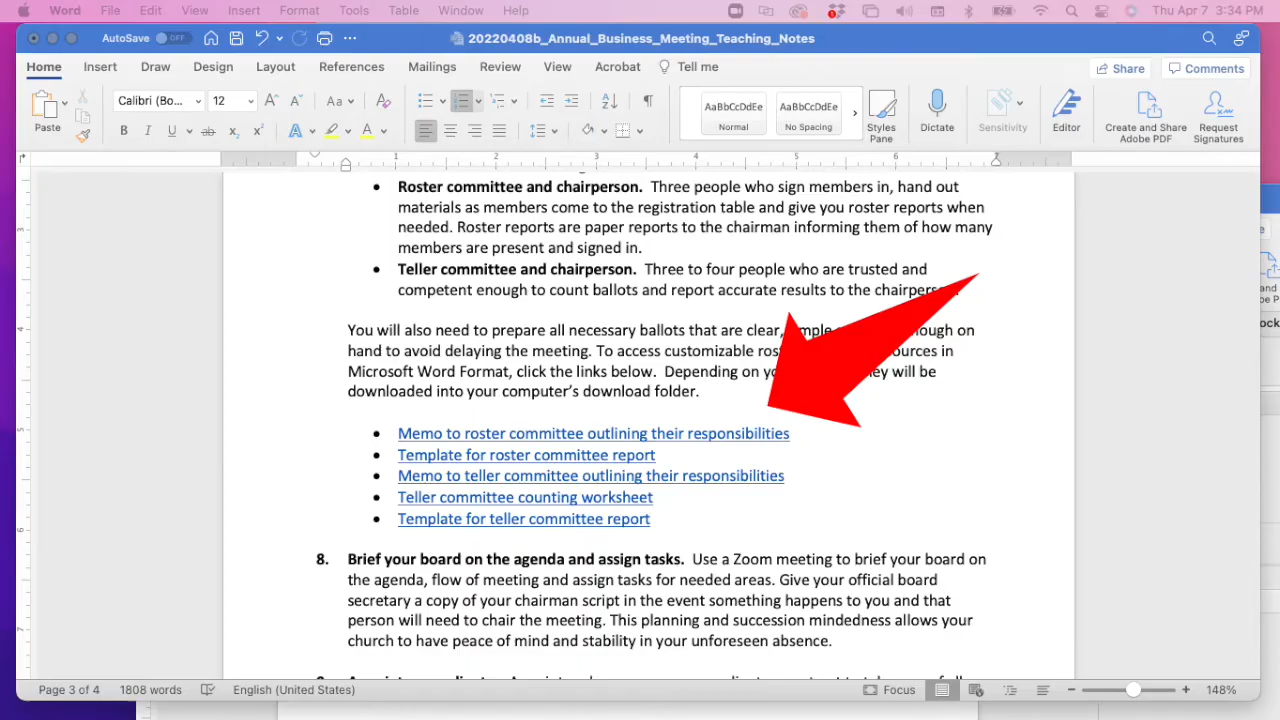 Word File Edit View Insert Format Tools Table Window Help Thu Apr 7 3:34 PM
AutoSave OFF 20220408b_Annual_Business_Meeting_Teaching_Notes
Home Insert Draw Design Layout References Mailings Review View Acrobat Tell me Share Comments
Paste Calibri (Bo... 12 AaBbCcDdEe Normal AaBbCcDdEe No Spacing Styles Pane Dictate Sensitivity Editor Create and Share Adobe PDF Request Signatures
1 2 3 4 5 6 7
• Roster committee and chairperson. Three people who sign members in, hand out
materials as members come to the registration table and give you roster reports when
needed. Roster reports are paper reports to the chairman informing them of how many
members are present and signed in.
• Teller committee and chairperson. Three to four people who are trusted and
competent enough to count ballots and report accurate results to the
You will also need to prepare all necessary ballots that are clear, on
hand to avoid delaying the meeting. To access customizable in
Microsoft Word Format, click the links below. Depending on they will be
downloaded into your computer's download folder.
• Memo to roster committee outlining their responsibilities
• Template for roster committee report
• Memo to teller committee outlining their responsibilities
• Teller committee counting worksheet
• Template for teller committee report
8. Brief your board on the agenda and assign tasks. Use a Zoom meeting to brief your board on
the agenda, flow of meeting and assign tasks for needed areas. Give your official board
secretary a copy of your chairman script in the event something happens to you and that
person will need to chair the meeting. This planning and succession mindedness allows your
church to have peace of mind and stability in your unforeseen absence.
Page 3 of 4 1808 words English (United States) Focus 148%